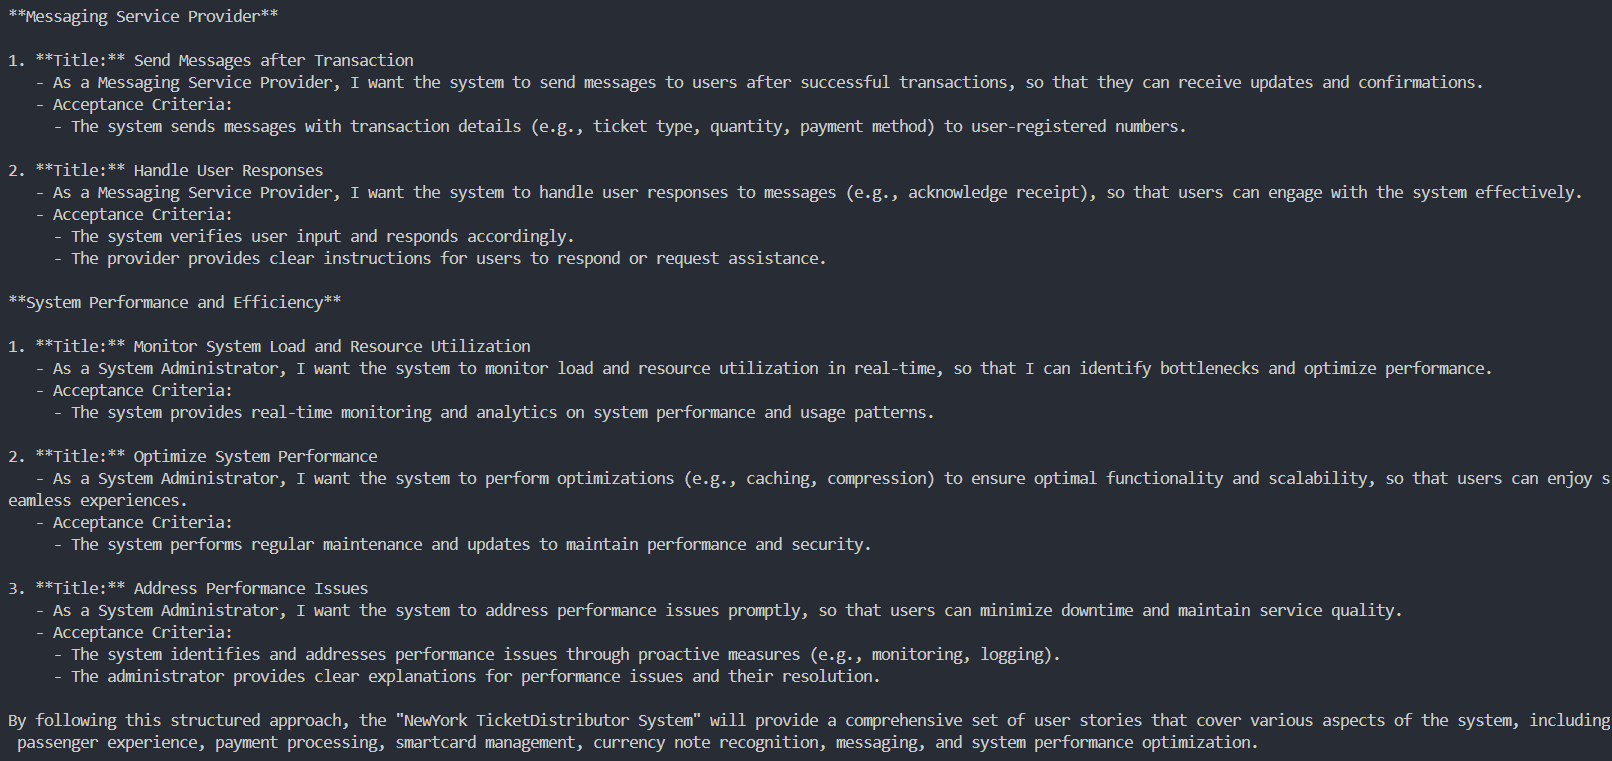 **Messaging Service Provider**
1. **Title:** Send Messages after Transaction
- As a Messaging Service Provider, I want the system to send messages to users after successful transactions, so that they can receive updates and confirmations.
- Acceptance Criteria:
- The system sends messages with transaction details (e.g., ticket type, quantity, payment method) to user-registered numbers.
2. **Title:** Handle User Responses
- As a Messaging Service Provider, I want the system to handle user responses to messages (e.g., acknowledge receipt), so that users can engage with the system effectively.
- Acceptance Criteria:
- The system verifies user input and responds accordingly.
- The provider provides clear instructions for users to respond or request assistance.
**System Performance and Efficiency**
1. **Title:** Monitor System Load and Resource Utilization
- As a System Administrator, I want the system to monitor load and resource utilization in real-time, so that I can identify bottlenecks and optimize performance.
- Acceptance Criteria:
- The system provides real-time monitoring and analytics on system performance and usage patterns.
2. **Title:** Optimize System Performance
- As a System Administrator, I want the system to perform optimizations (e.g., caching, compression) to ensure optimal functionality and scalability, so that users can enjoy s
eamless experiences.
- Acceptance Criteria:
- The system performs regular maintenance and updates to maintain performance and security.
3. **Title:** Address Performance Issues
- As a System Administrator, I want the system to address performance issues promptly, so that users can minimize downtime and maintain service quality.
- Acceptance Criteria:
- The system identifies and addresses performance issues through proactive measures (e.g., monitoring, logging).
- The administrator provides clear explanations for performance issues and their resolution.
By following this structured approach, the "NewYork TicketDistributor System" will provide a comprehensive set of user stories that cover various aspects of the system, including
passenger experience, payment processing, smartcard management, currency note recognition, messaging, and system performance optimization.